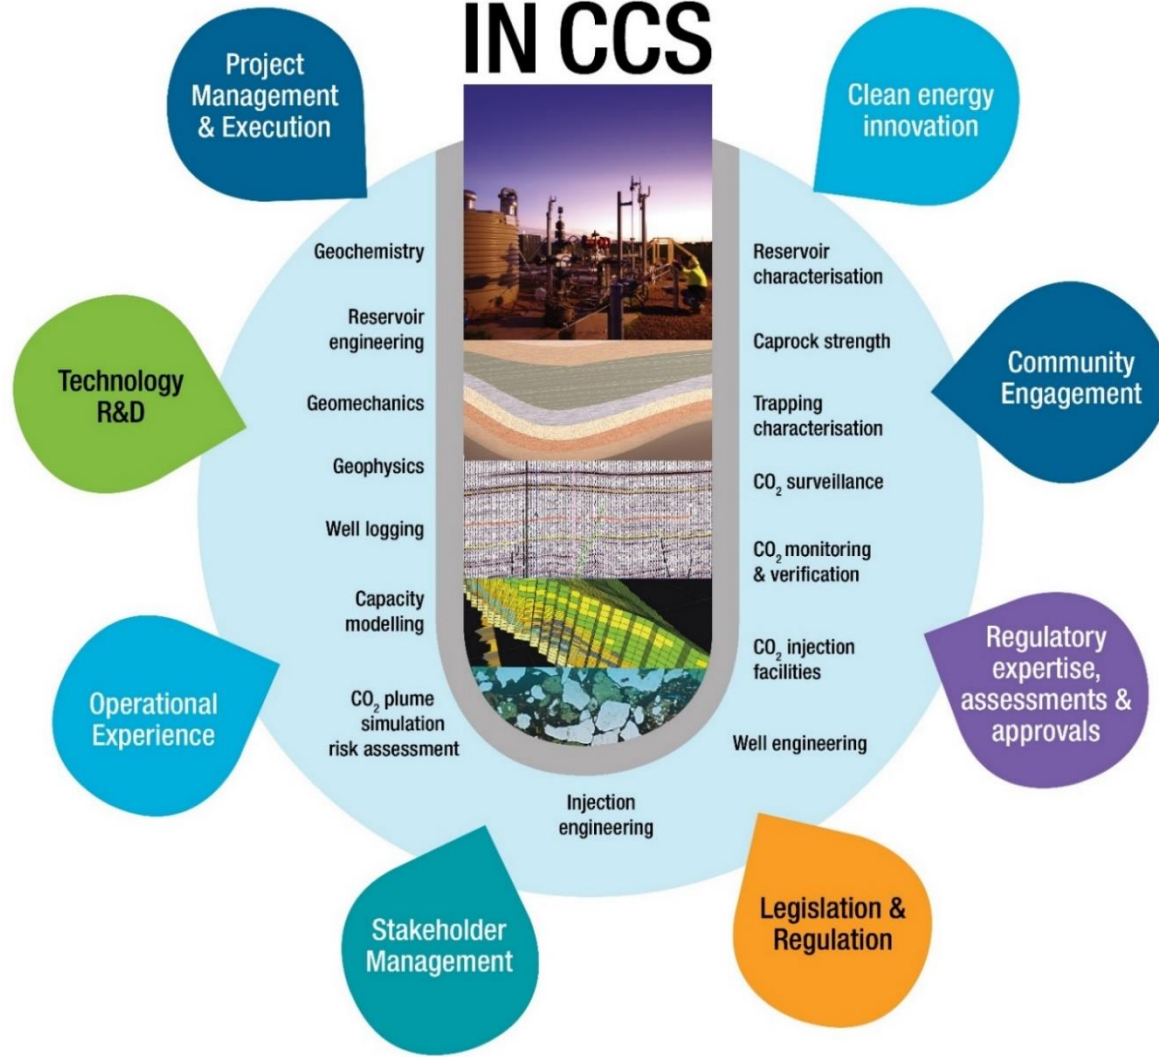 IN CCS
Project
Management
& Execution
Clean energy
innovation
Geochemistry
Reservoir
engineering
Geomechanics
Geophysics
Well logging
Capacity
modelling
CO₂ plume
simulation
risk assessment
Injection
engineering
Reservoir
characterisation
Caprock strength
Trapping
characterisation
CO₂ surveillance
CO₂ monitoring
& verification
CO₂ injection
facilities
Well engineering
Technology
R&D
Community
Engagement
Operational
Experience
Regulatory
expertise,
assessments &
approvals
Stakeholder
Management
Legislation &
Regulation